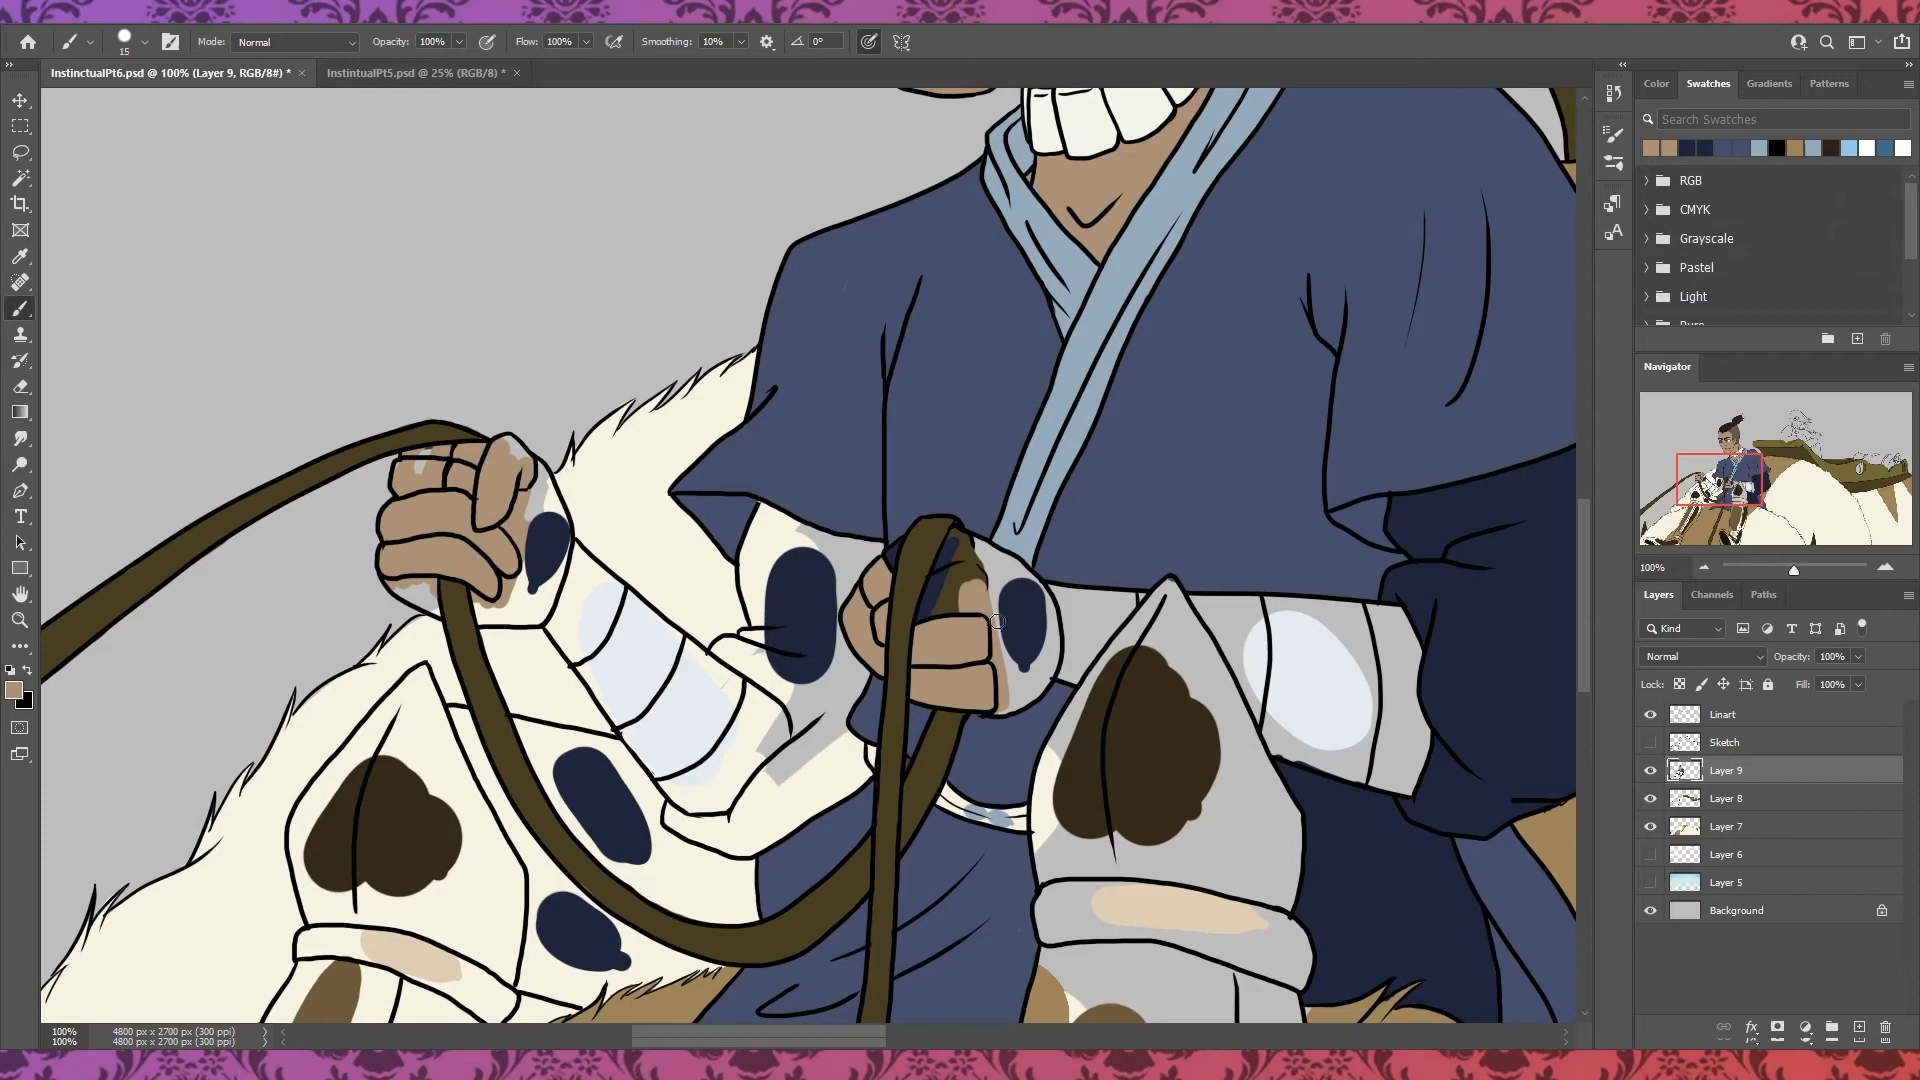 15
Mode: Normal
Opacity: 100%
Flow: 100%
Smoothing: 10%
0°
InstinctualPt6.psd @ 100% (Layer 9, RGB/8#) *
InstintualPt5.psd @ 25% (RGB/8) *
Color
Swatches
Gradients
Patterns
Search Swatches
RGB
CMYK
Grayscale
Pastel
Light
Pure
Navigator
100%
Layers
Channels
Paths
Kind
Normal
Opacity: 100%
Lock:
Fill: 100%
Linart
Sketch
Layer 9
Layer 8
Layer 7
Layer 6
Layer 5
Background
100%
4800 px x 2700 px (300 ppi)
100%
4800 px x 2700 px (300 ppi)